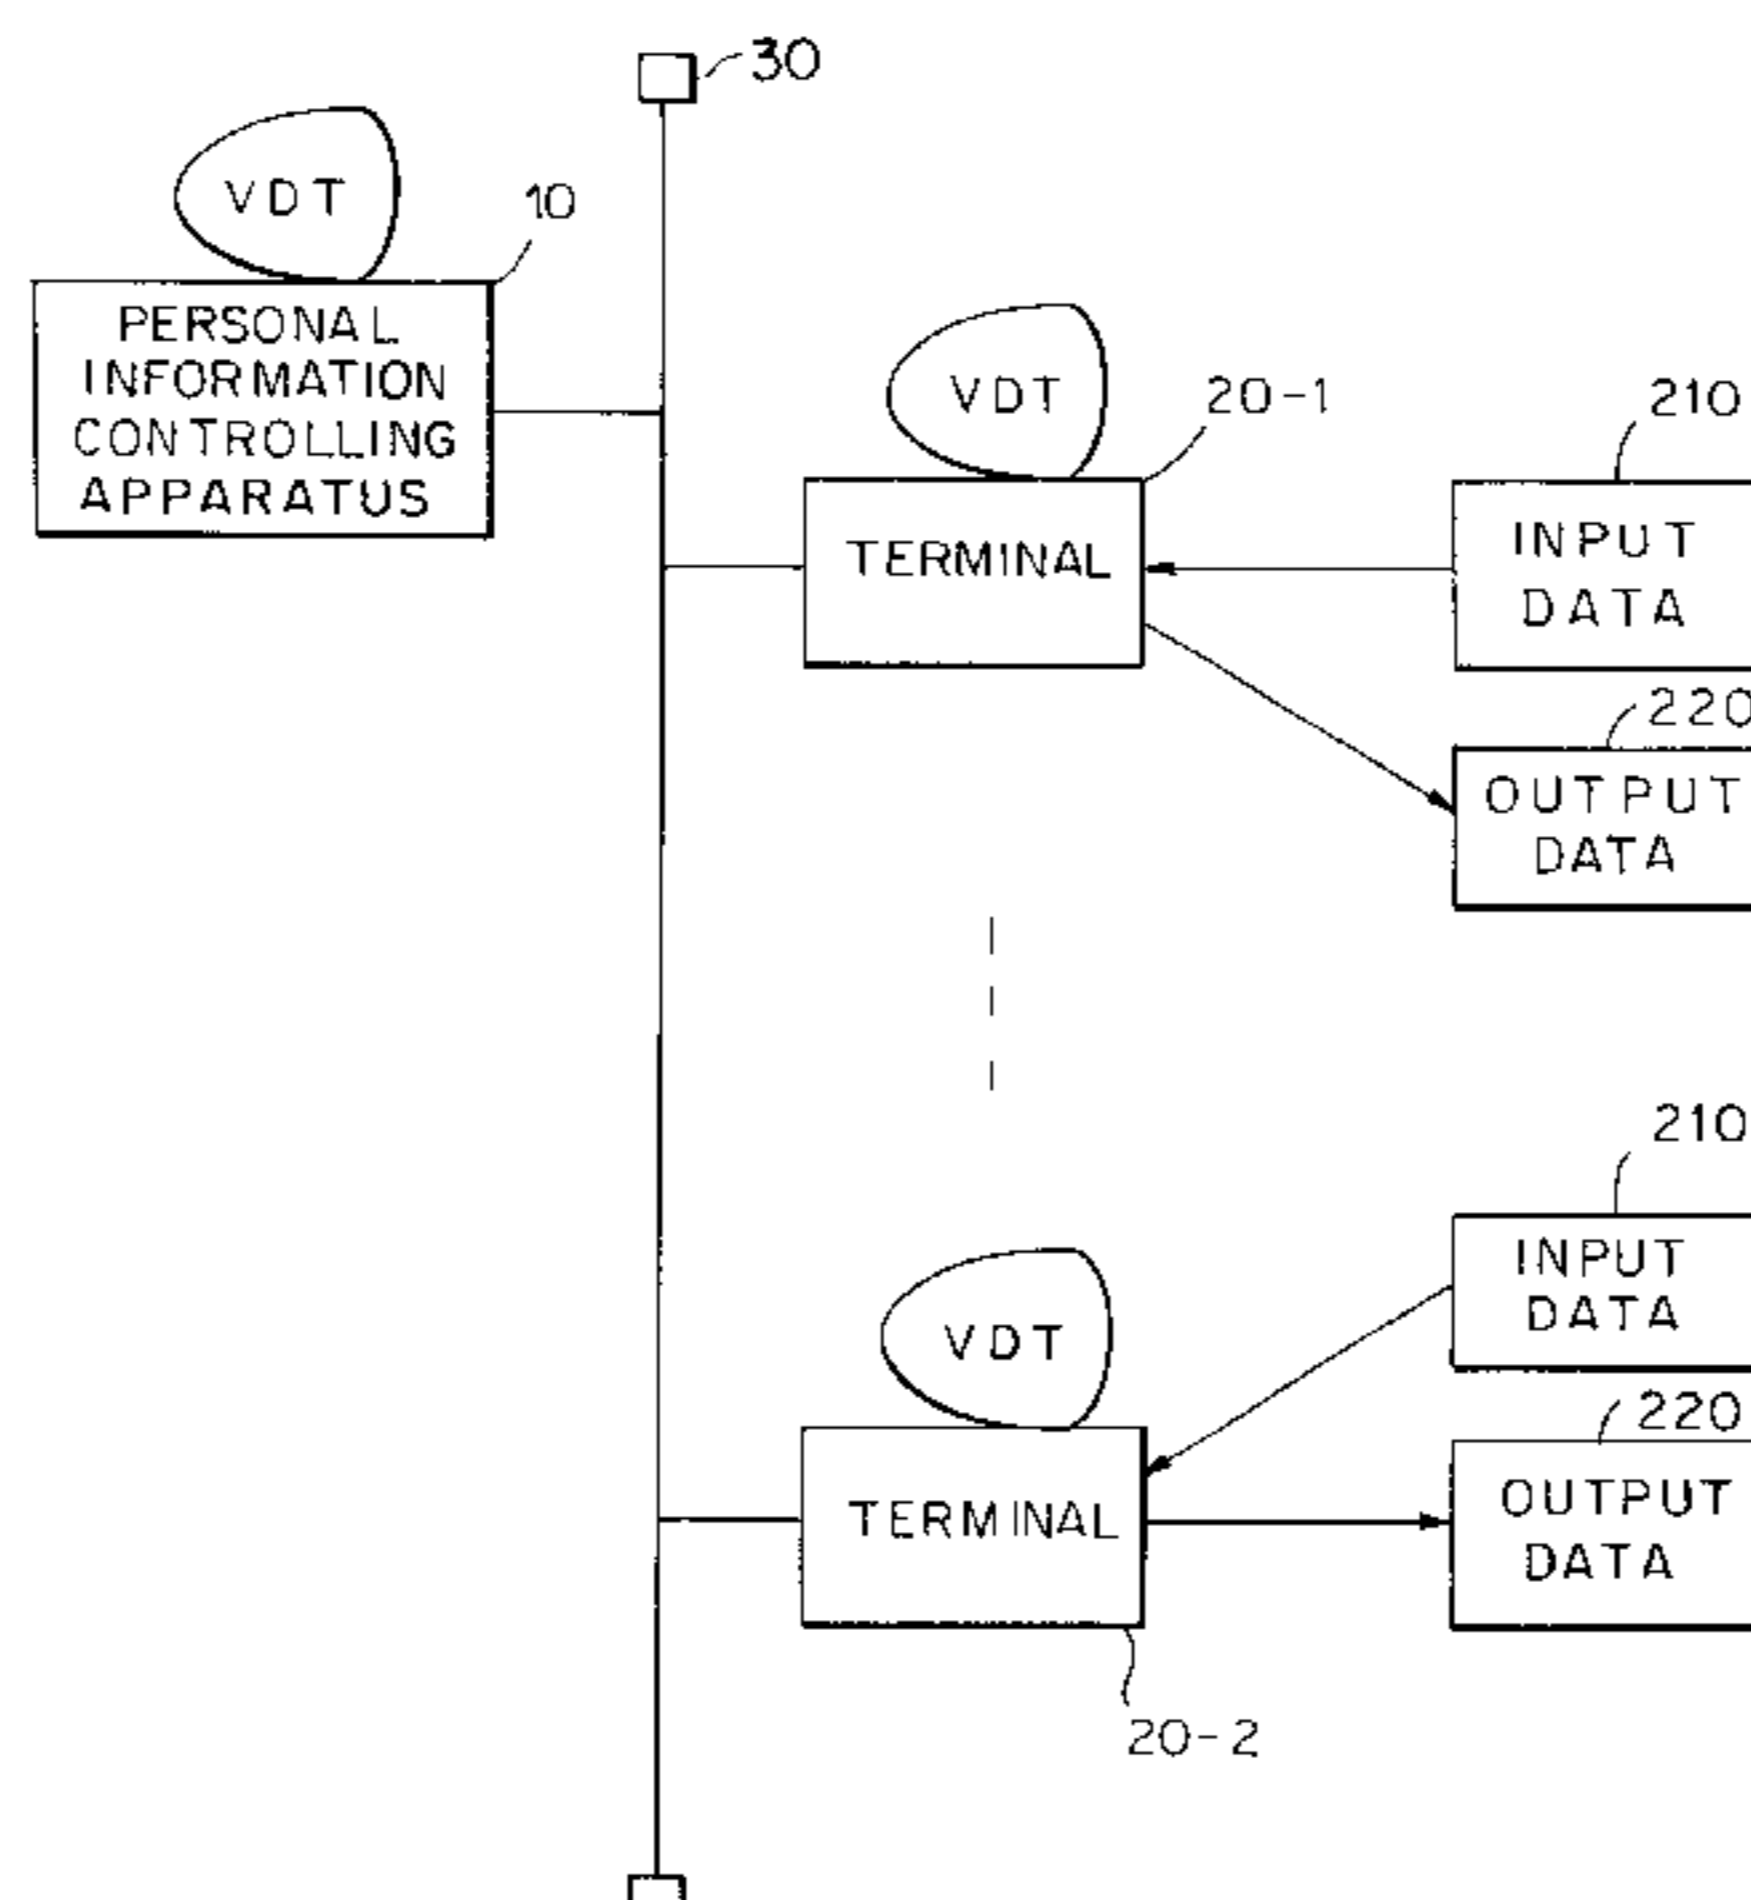 30
VDT
10
PERSONAL
INFORMATION
CONTROLLING
APPARATUS
VDT
20-1
210
TERMINAL
INPUT
DATA
220
OUTPUT
DATA
210
INPUT
DATA
VDT
220
TERMINAL
OUTPUT
DATA
20-2